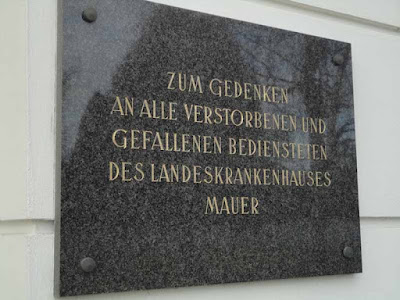 ZUM GEDENKEN
AN ALLE VERSTORBENEN UND
GEFALLENEN BEDIENSTETEN
DES LANDESKRANKENHAUSES
MAUER